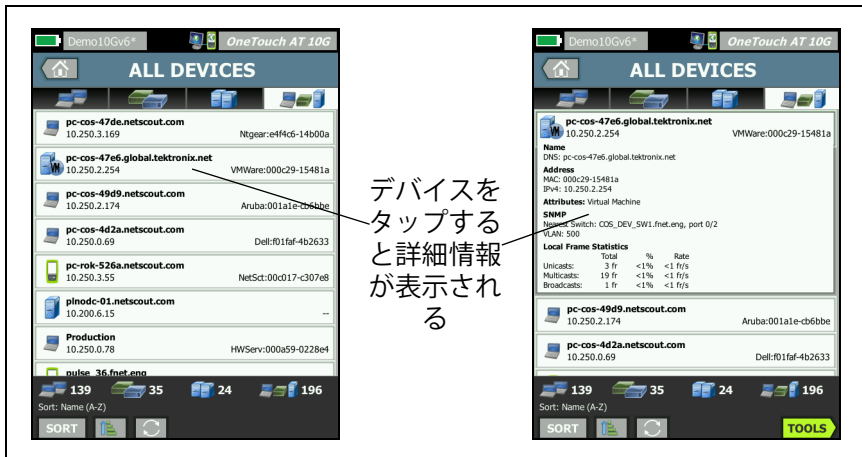 Demo10Gv6*
OneTouch AT 10G
ALL DEVICES
pc-cos-47de.netscout.com
10.250.3.169
Ntgear:e4f4c6-14b00a
pc-cos-47e6.global.tektronix.net
10.250.2.254
VMWare:000c29-15481a
pc-cos-49d9.netscout.com
10.250.2.174
Aruba:001a1e-cb6bbe
pc-cos-4d2a.netscout.com
10.250.0.69
Dell:f01faf-4b2633
pc-rok-526a.netscout.com
10.250.3.55
NetSct:00c017-c307e8
plnodc-01.netscout.com
10.200.6.15
--
Production
10.250.0.78
HWServ:000a59-0228e4
pulse_36.fnet.eng
139 35 24 196
Sort: Name (A-Z)
SORT
デバイスを
タップする
と詳細情報
が表示され
る
Demo10Gv6*
OneTouch AT 10G
ALL DEVICES
VM
pc-cos-47e6.global.tektronix.net
10.250.2.254
VMWare:000c29-15481a
Name
DNS: pc-cos-47e6.global.tektronix.net
Address
MAC: 000c29-15481a
IPv4: 10.250.2.254
Attributes: Virtual Machine
SNMP
Nearest Switch: COS_DEV_SW1.fnet.eng, port 0/2
VLAN: 500
Local Frame Statistics
Total % Rate
Unicasts: 3 fr <1% <1 fr/s
Multicasts: 19 fr <1% <1 fr/s
Broadcasts: 1 fr <1% <1 fr/s
pc-cos-49d9.netscout.com
10.250.2.174
Aruba:001a1e-cb6bbe
pc-cos-4d2a.netscout.com
10.250.0.69
Dell:f01faf-4b2633
139 35 24 196
Sort: Name (A-Z)
SORT
TOOLS